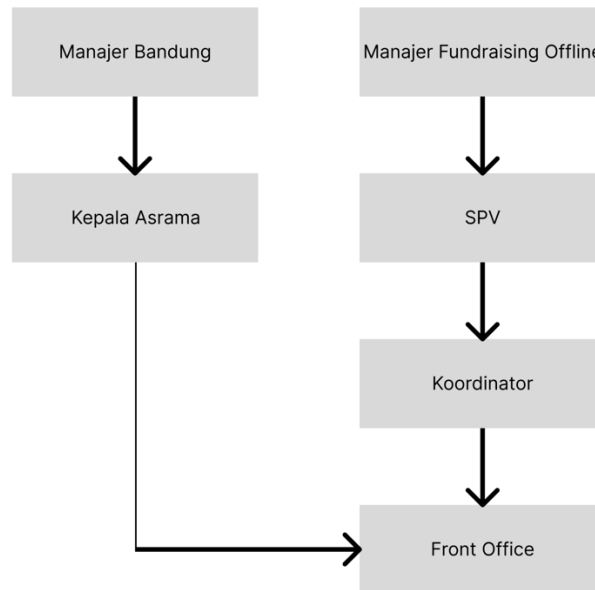 Manajer Bandung
Manajer Fundraising Offline
Kepala Asrama
SPV
Koordinator
Front Office